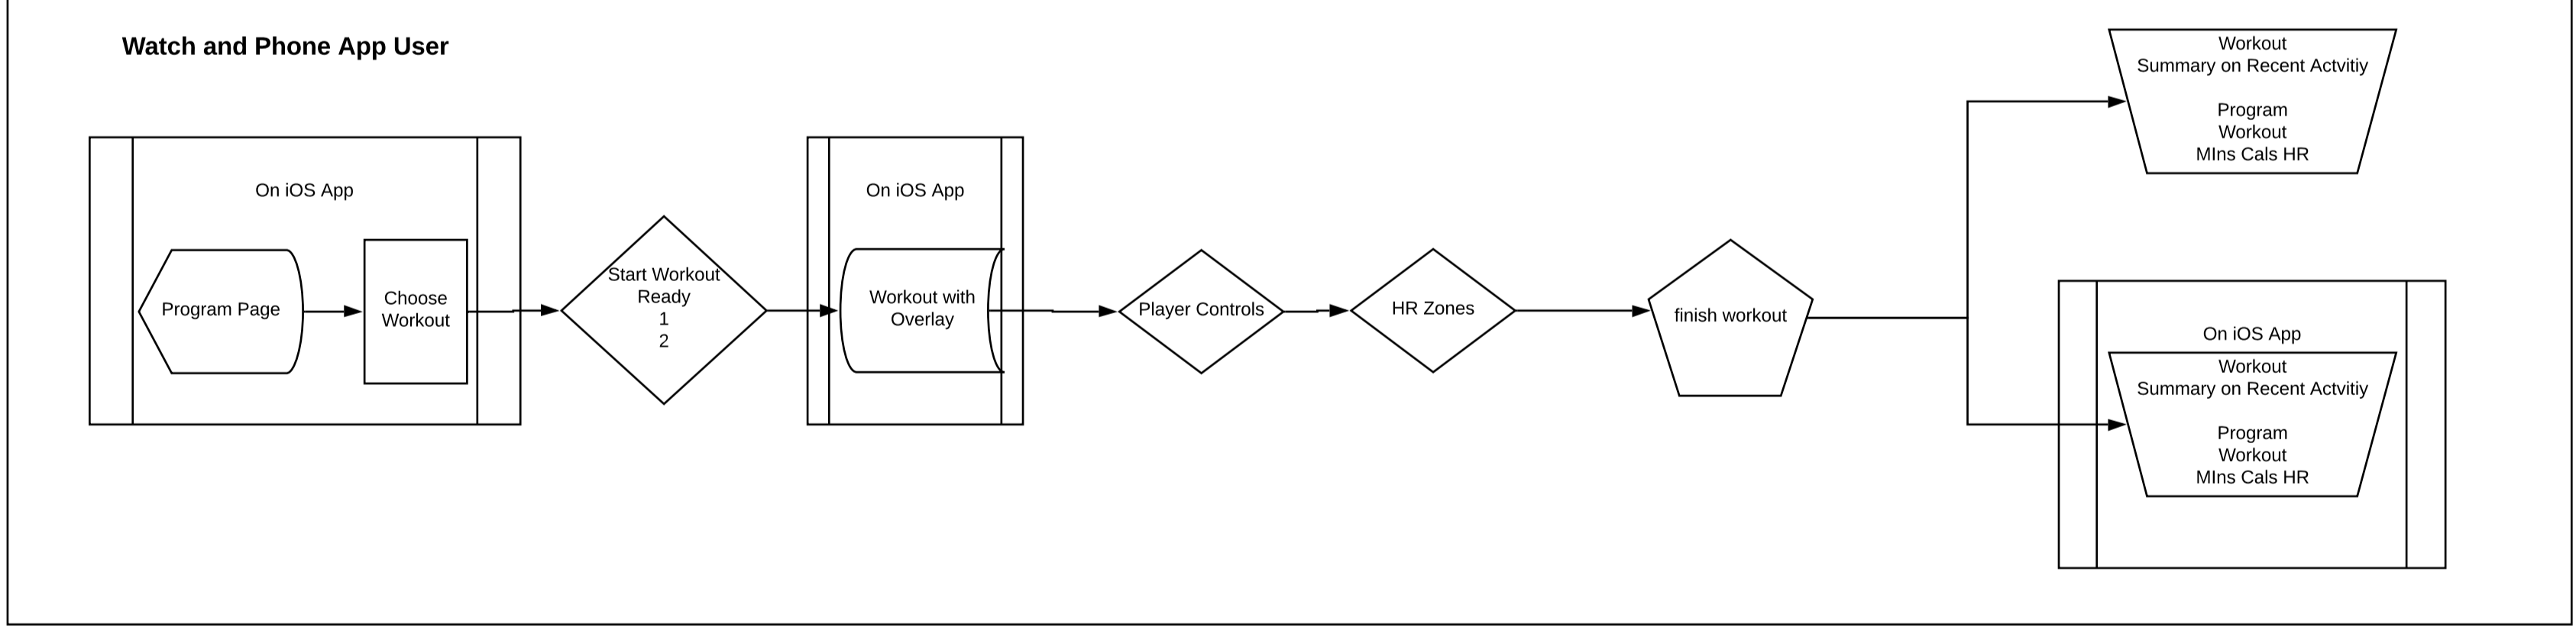 Watch and Phone App User
On iOS App
Program Page
Choose
Workout
Start Workout
Ready
1
2
On iOS App
Workout with
Overlay
Player Controls
HR Zones
finish workout
Workout
Summary on Recent Actvitiy
Program
Workout
MIns Cals HR
On iOS App
Workout
Summary on Recent Actvitiy
Program
Workout
MIns Cals HR